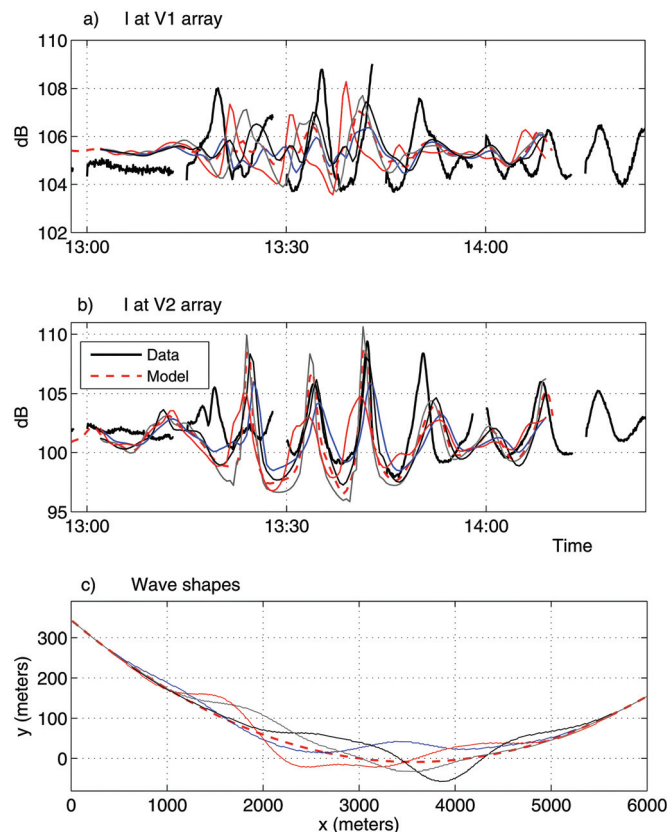 a) I at V1 array
110
108
106
104
102
dB
13:00 13:30 14:00
b) I at V2 array
110
105
100
95
dB
Data
Model
13:00 13:30 14:00
Time
c) Wave shapes
300
200
100
0
y (meters)
0 1000 2000 3000 4000 5000 6000
x (meters)